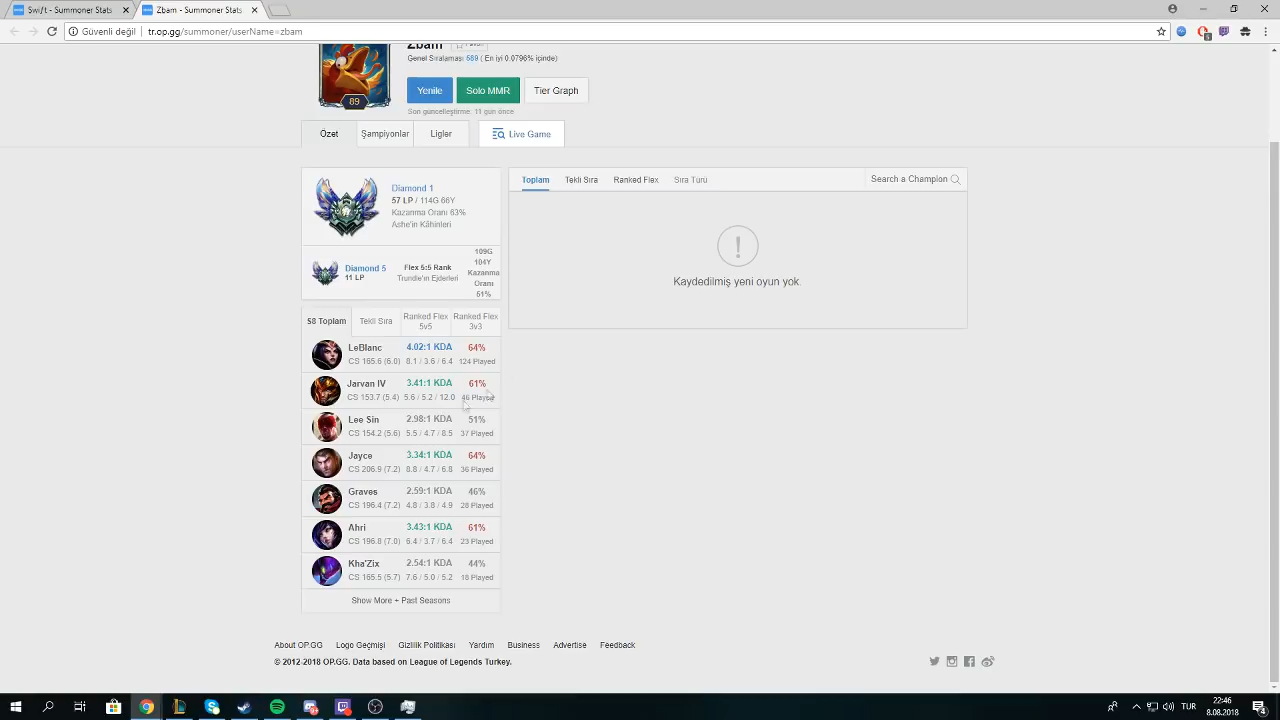 Swift - Summoner Stats
Zbam - Summoner Stats
Güvenli değil
tr.op.gg/summoner/userName=zbam
Zbam
Genel Sıralaması 589 ( En iyi 0.0796% içinde)
89
Yenile
Solo MMR
Tier Graph
Son güncelleştirme: 11 gün önce
Özet
Şampiyonlar
Ligler
Live Game
Diamond 1
57 LP / 114G 66Y
Kazanma Oranı 63%
Ashe'in Kâhinleri
Diamond 5
11 LP
Flex 5:5 Rank
Trundle'ın Ejderleri
109G
104Y
Kazanma
Oranı
51%
Toplam
Tekli Sıra
Ranked Flex
Sıra Türü
Search a Champion
Kaydedilmiş yeni oyun yok.
S8 Toplam
Tekli Sıra
Ranked Flex
5v5
Ranked Flex
3v3
LeBlanc 4.02:1 KDA 64%
CS 165.6 (6.0) 8.1 / 3.6 / 6.4 124 Played
Jarvan IV 3.41:1 KDA 61%
CS 153.7 (5.4) 5.6 / 5.2 / 12.0 46 Played
Lee Sin 2.98:1 KDA 51%
CS 154.2 (5.6) 5.5 / 4.7 / 8.5 37 Played
Jayce 3.34:1 KDA 64%
CS 206.9 (7.2) 8.8 / 4.7 / 6.8 36 Played
Graves 2.59:1 KDA 46%
CS 196.4 (7.2) 4.8 / 3.8 / 4.9 28 Played
Ahri 3.43:1 KDA 61%
CS 196.8 (7.0) 6.4 / 3.7 / 6.4 23 Played
Kha'Zix 2.54:1 KDA 44%
CS 165.5 (5.7) 7.6 / 5.0 / 5.2 18 Played
Show More + Past Seasons
About OP.GG Logo Geçmişi Gizlilik Politikası Yardım Business Advertise Feedback
© 2012-2018 OP.GG. Data based on League of Legends Turkey.
TUR
22:46
8.08.2018